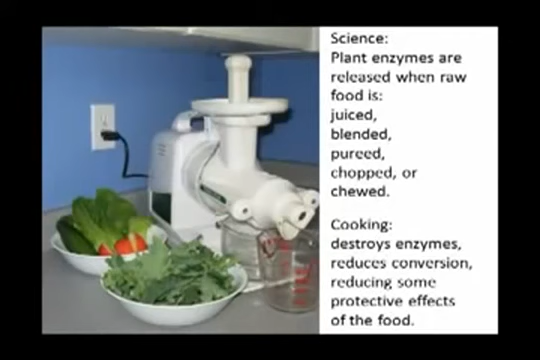 Science:
Plant enzymes are
released when raw
food is:
juiced,
blended,
pureed,
chopped, or
chewed.
Cooking:
destroys enzymes,
reduces conversion,
reducing some
protective effects
of the food.